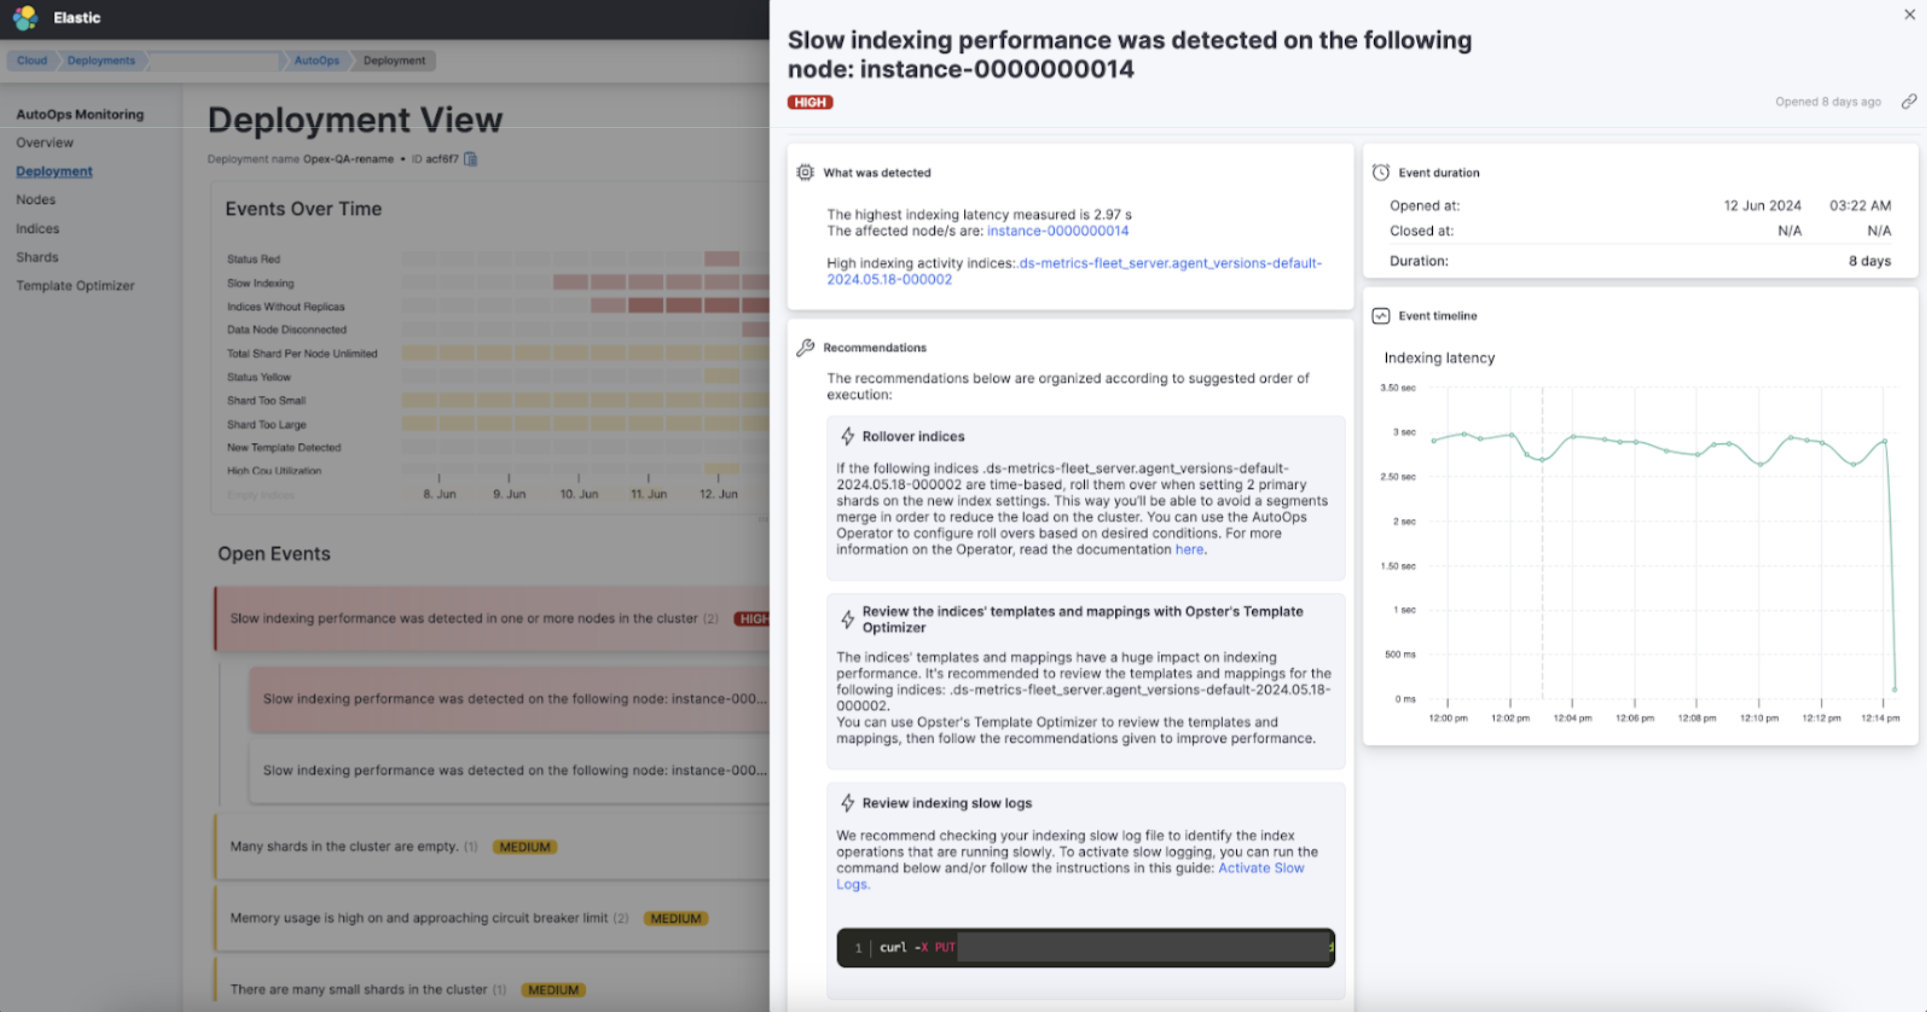 Elastic
Cloud
Deployments
AutoOps
Deployment
AutoOps Monitoring
Overview
Deployment
Nodes
Indices
Shards
Template Optimizer
Deployment View
Deployment name Opex-QA-rename • ID acf6f7
Events Over Time
Status Red
Slow Indexing
Indices Without Replicas
Data Node Disconnected
Total Shard Per Node Unlimited
Status Yellow
Shard Too Small
Shard Too Large
New Template Detected
High Cpu Utilization
Empty Indices
8. Jun 9. Jun 10. Jun 11. Jun 12. Jun
Open Events
Slow indexing performance was detected in one or more nodes in the cluster (2) HIGH
Slow indexing performance was detected on the following node: instance-000...
Slow indexing performance was detected on the following node: instance-000...
Many shards in the cluster are empty. (1) MEDIUM
Memory usage is high on and approaching circuit breaker limit (2) MEDIUM
There are many small shards in the cluster (1) MEDIUM
Slow indexing performance was detected on the following
node: instance-0000000014
HIGH
Opened 8 days ago
What was detected
The highest indexing latency measured is 2.97 s
The affected node/s are: instance-0000000014
High indexing activity indices:.ds-metrics-fleet_server.agent_versions-default-
2024.05.18-000002
Recommendations
The recommendations below are organized according to suggested order of
execution:
Rollover indices
If the following indices .ds-metrics-fleet_server.agent_versions-default-
2024.05.18-000002 are time-based, roll them over when setting 2 primary
shards on the new index settings. This way you'll be able to avoid a segments
merge in order to reduce the load on the cluster. You can use the AutoOps
Operator to configure roll overs based on desired conditions. For more
information on the Operator, read the documentation here.
Review the indices' templates and mappings with Opster's Template
Optimizer
The indices' templates and mappings have a huge impact on indexing
performance. It's recommended to review the templates and mappings for the
following indices: .ds-metrics-fleet_server.agent_versions-default-2024.05.18-
000002.
You can use Opster's Template Optimizer to review the templates and
mappings, then follow the recommendations given to improve performance.
Review indexing slow logs
We recommend checking your indexing slow log file to identify the index
operations that are running slowly. To activate slow logging, you can run the
command below and/or follow the instructions in this guide: Activate Slow
Logs.
1 curl -X PUT
Event duration
Opened at: 12 Jun 2024 03:22 AM
Closed at: N/A N/A
Duration: 8 days
Event timeline
Indexing latency
3.50 sec
3 sec
2.50 sec
2 sec
1.50 sec
1 sec
500 ms
0 ms
12:00 pm 12:02 pm 12:04 pm 12:06 pm 12:08 pm 12:10 pm 12:12 pm 12:14 pm